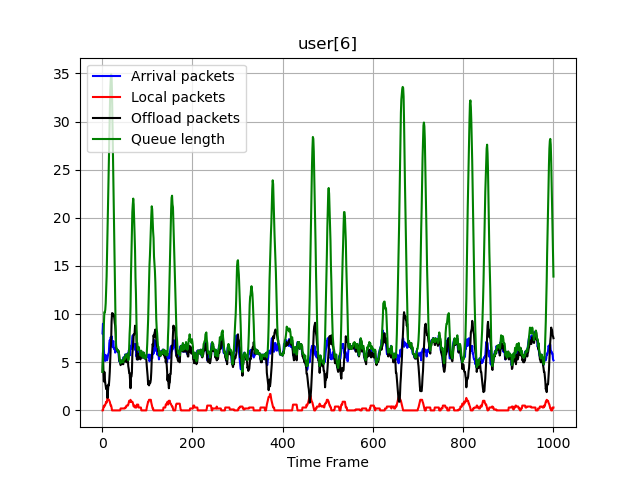 user[6]
Arrival packets
Local packets
Offload packets
Queue length
35
30
25
20
15
10
5
0
0 200 400 600 800 1000
Time Frame